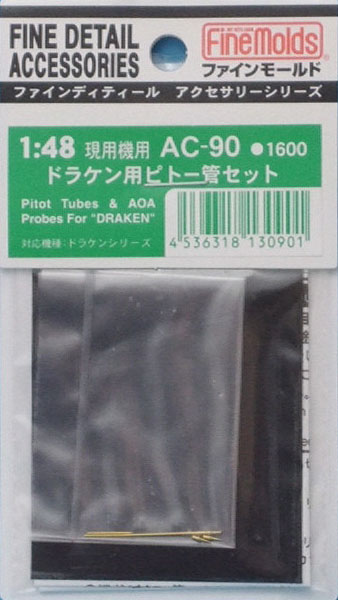 FINE DETAIL
ACCESSORIES
FineMolds
ファインモールド
ファインディティール アクセサリーシリーズ
1:48 現用機用 AC-90 ●1600
ドラケン用ピトー管セット
Pitot Tubes & AOA
Probes For "DRAKEN"
対応機種:ドラケンシリーズ
4 536318 130901